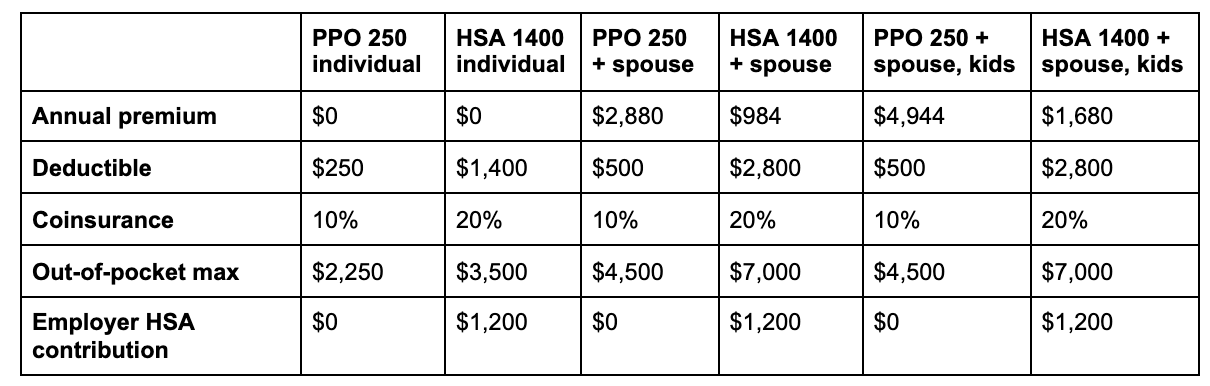 PPO 250 individual HSA 1400 individual PPO 250 + spouse HSA 1400 + spouse PPO 250 + spouse, kids HSA 1400 + spouse, kids
Annual premium $0 $0 $2,880 $984 $4,944 $1,680
Deductible $250 $1,400 $500 $2,800 $500 $2,800
Coinsurance 10% 20% 10% 20% 10% 20%
Out-of-pocket max $2,250 $3,500 $4,500 $7,000 $4,500 $7,000
Employer HSA contribution $0 $1,200 $0 $1,200 $0 $1,200